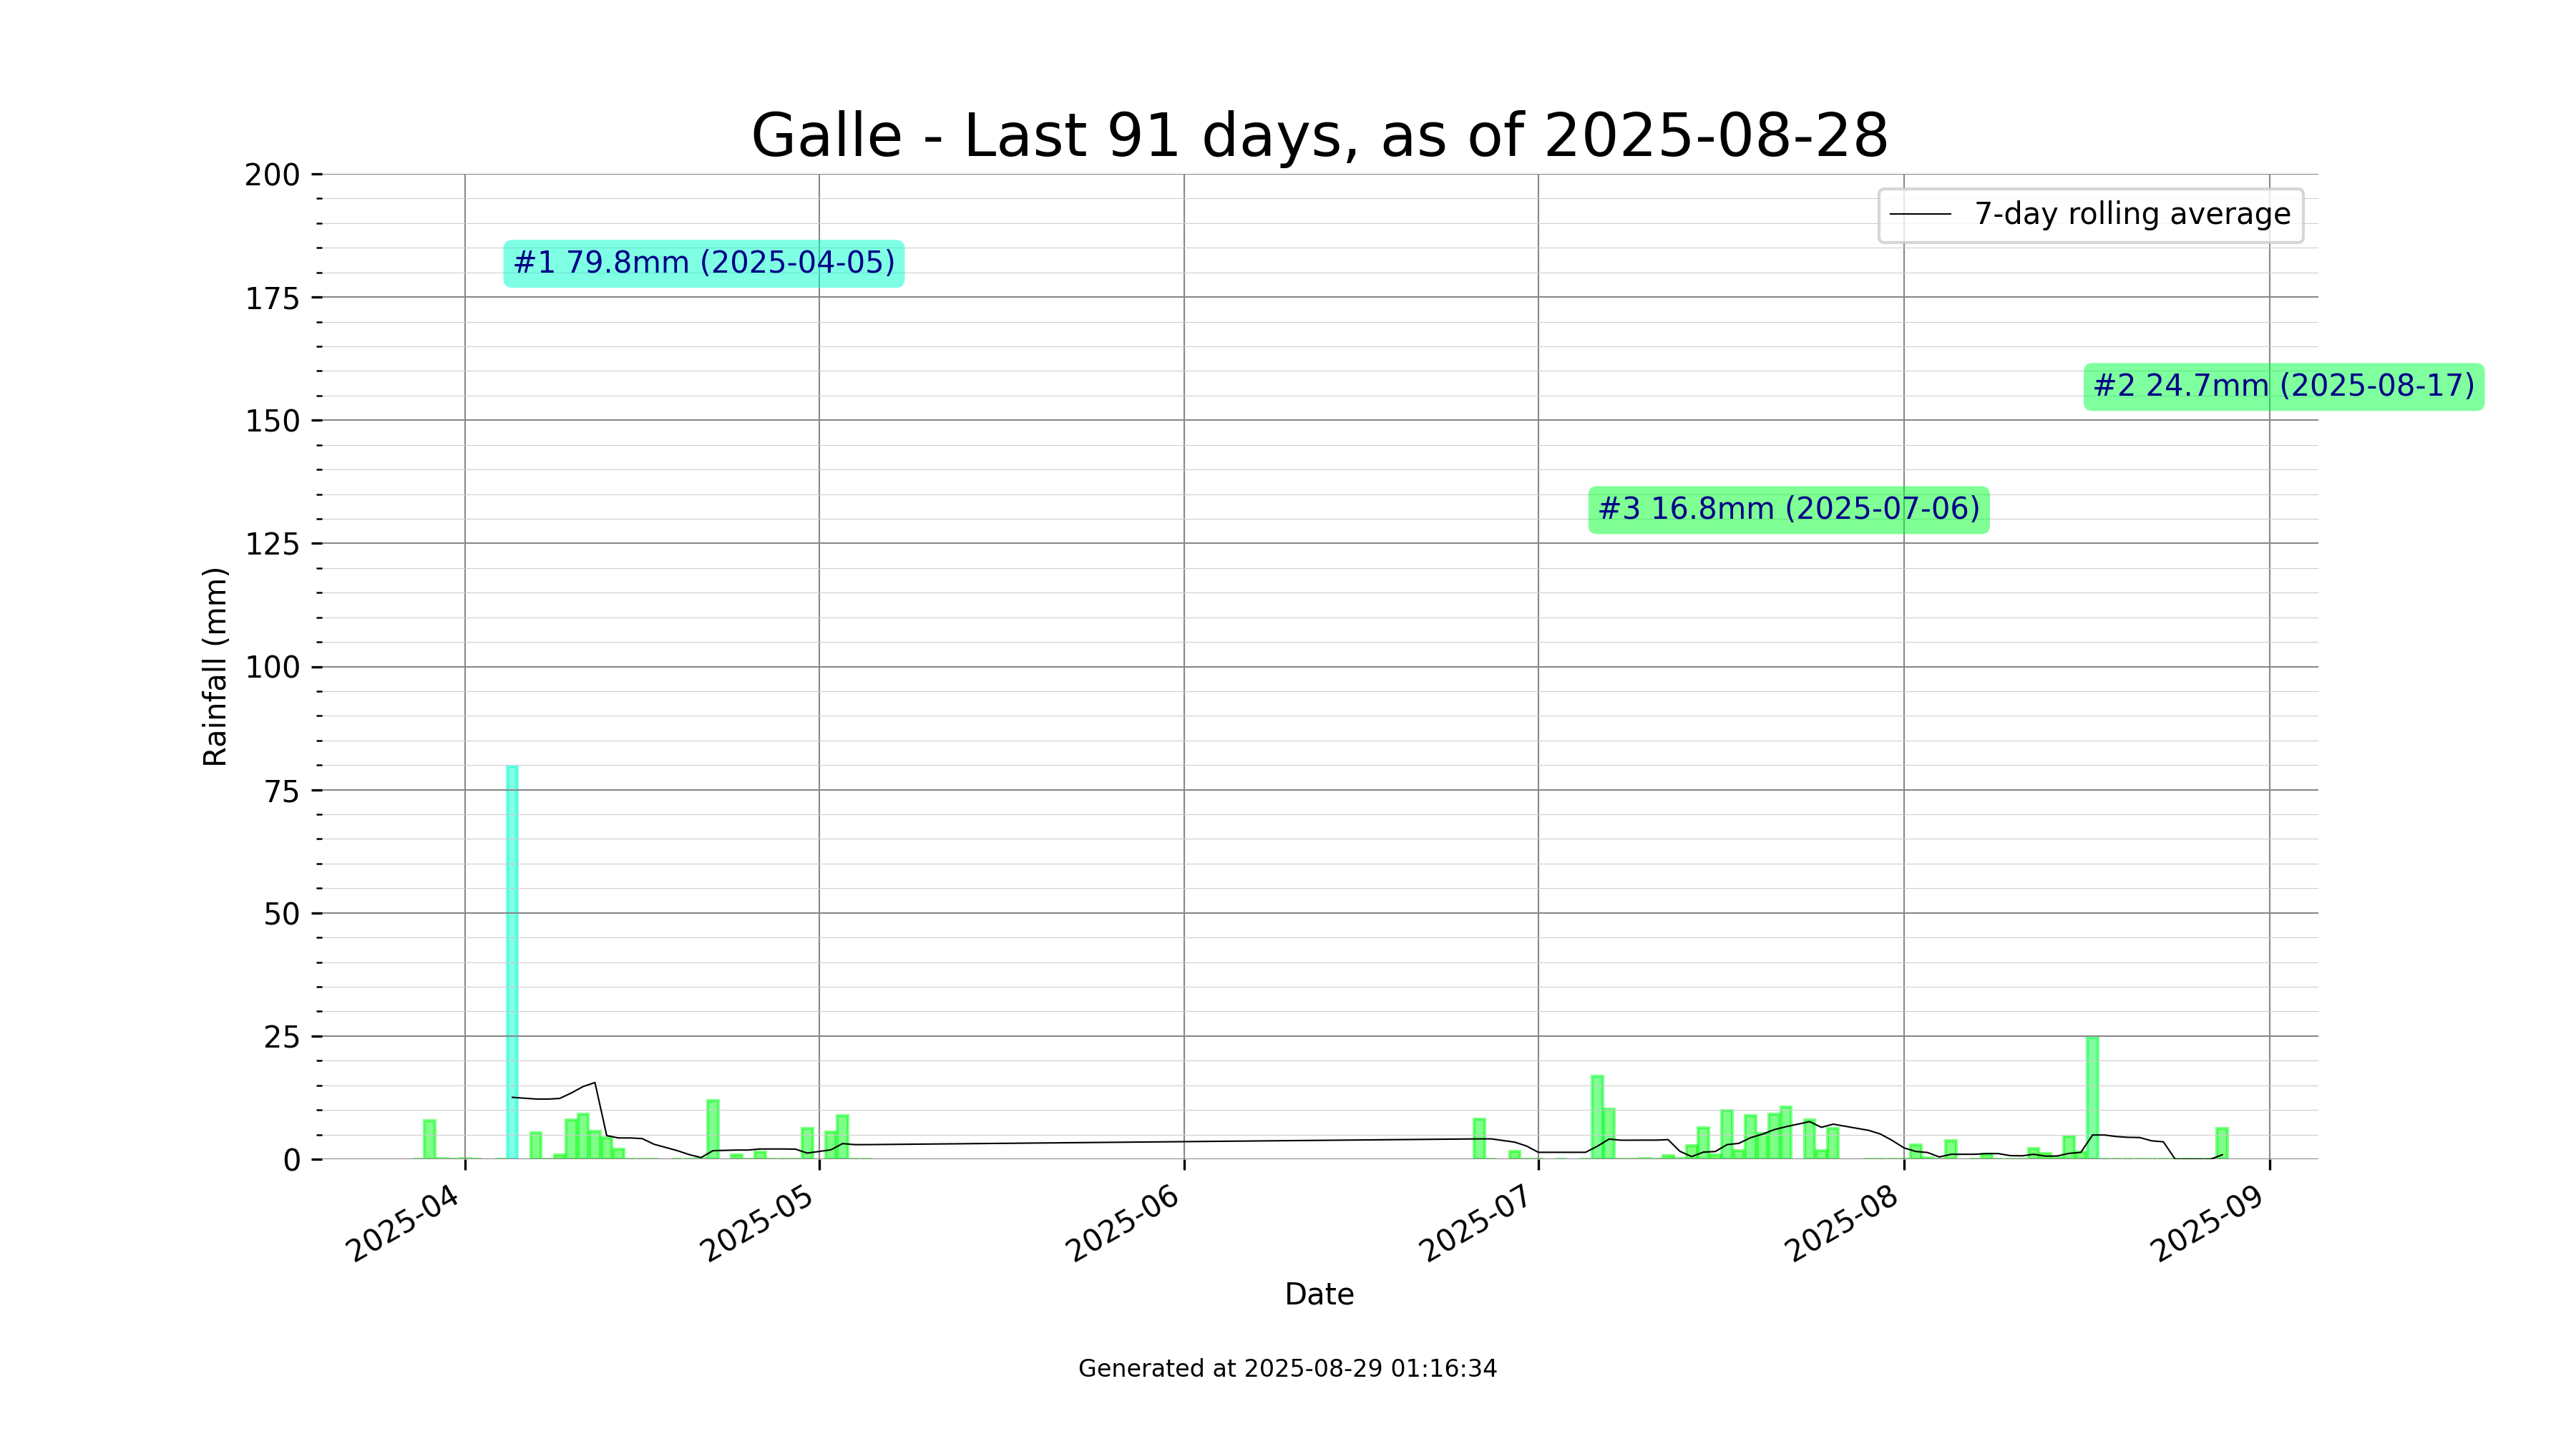 Galle - Last 91 days, as of 2025-08-28
7-day rolling average
#1 79.8mm (2025-04-05)
#2 24.7mm (2025-08-17)
#3 16.8mm (2025-07-06)
Rainfall (mm)
200
175
150
125
100
75
50
25
0
2025-04
2025-05
2025-06
2025-07
2025-08
2025-09
Date
Generated at 2025-08-29 01:16:34